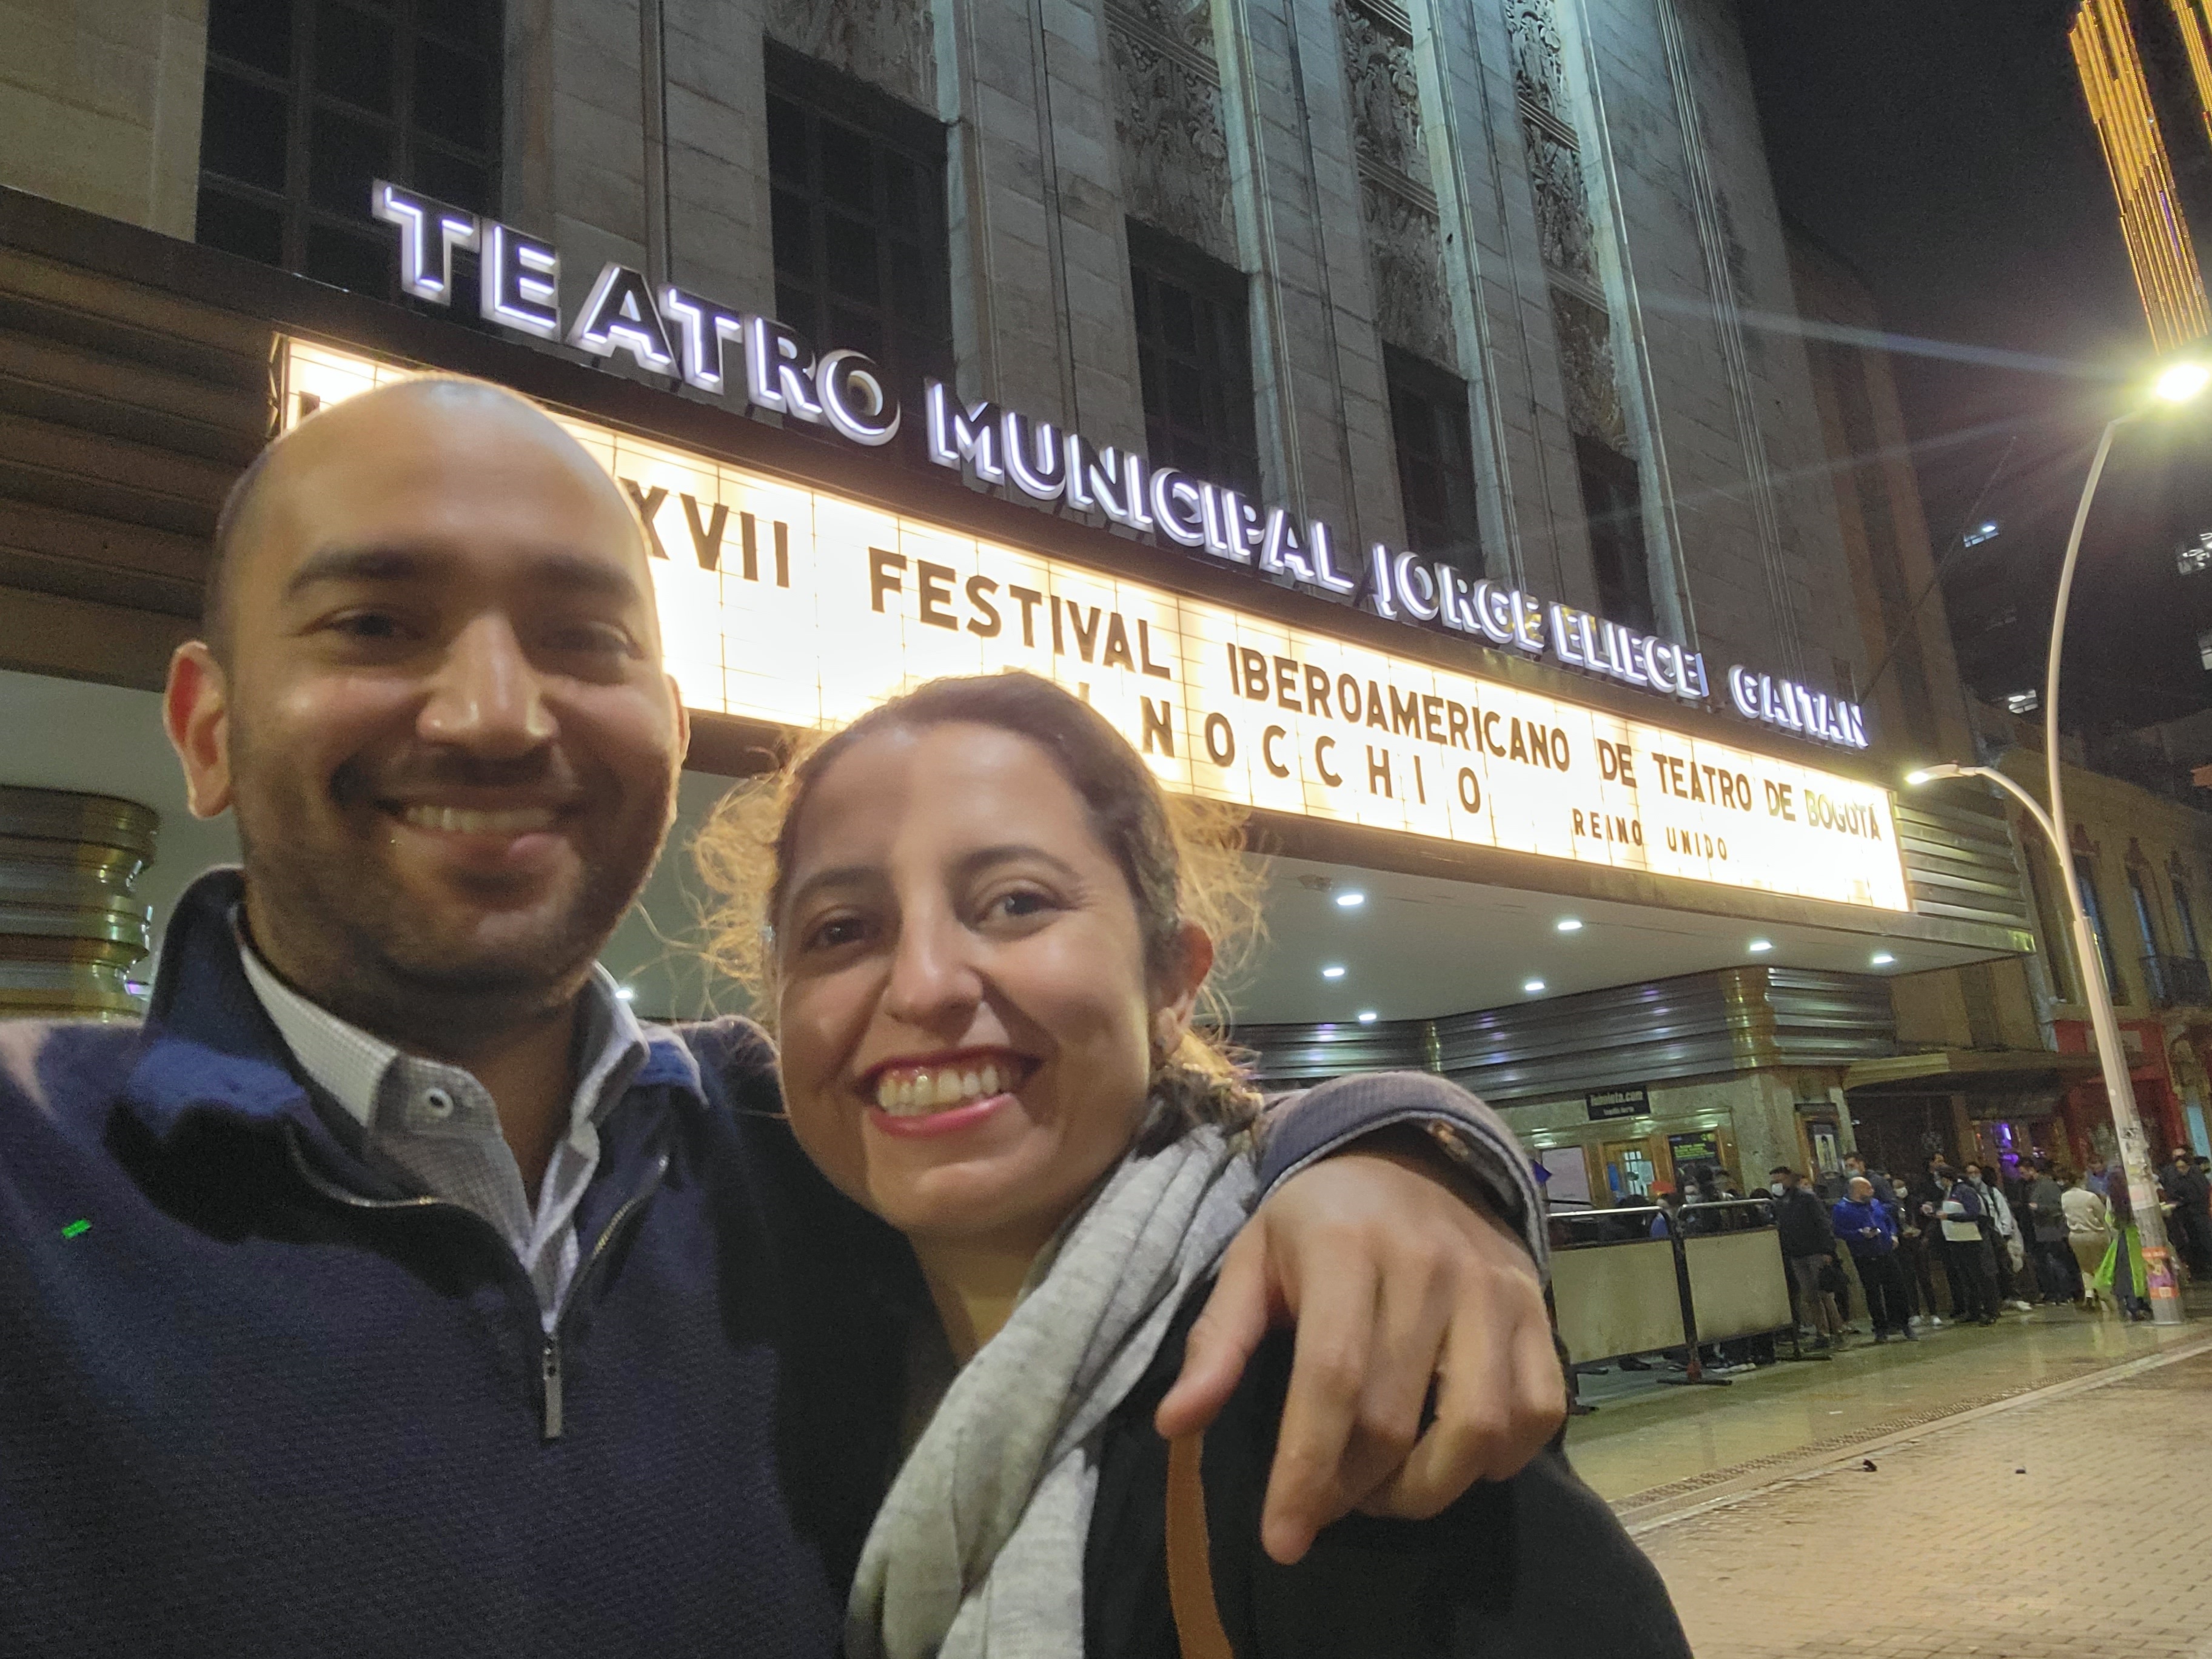 TEATRO MUNICIPAL JORGE ELIECER GAITAN
XVII FESTIVAL IBEROAMERICANO DE TEATRO DE BOGOTÁ
NOCCHIO
REINO UNIDO